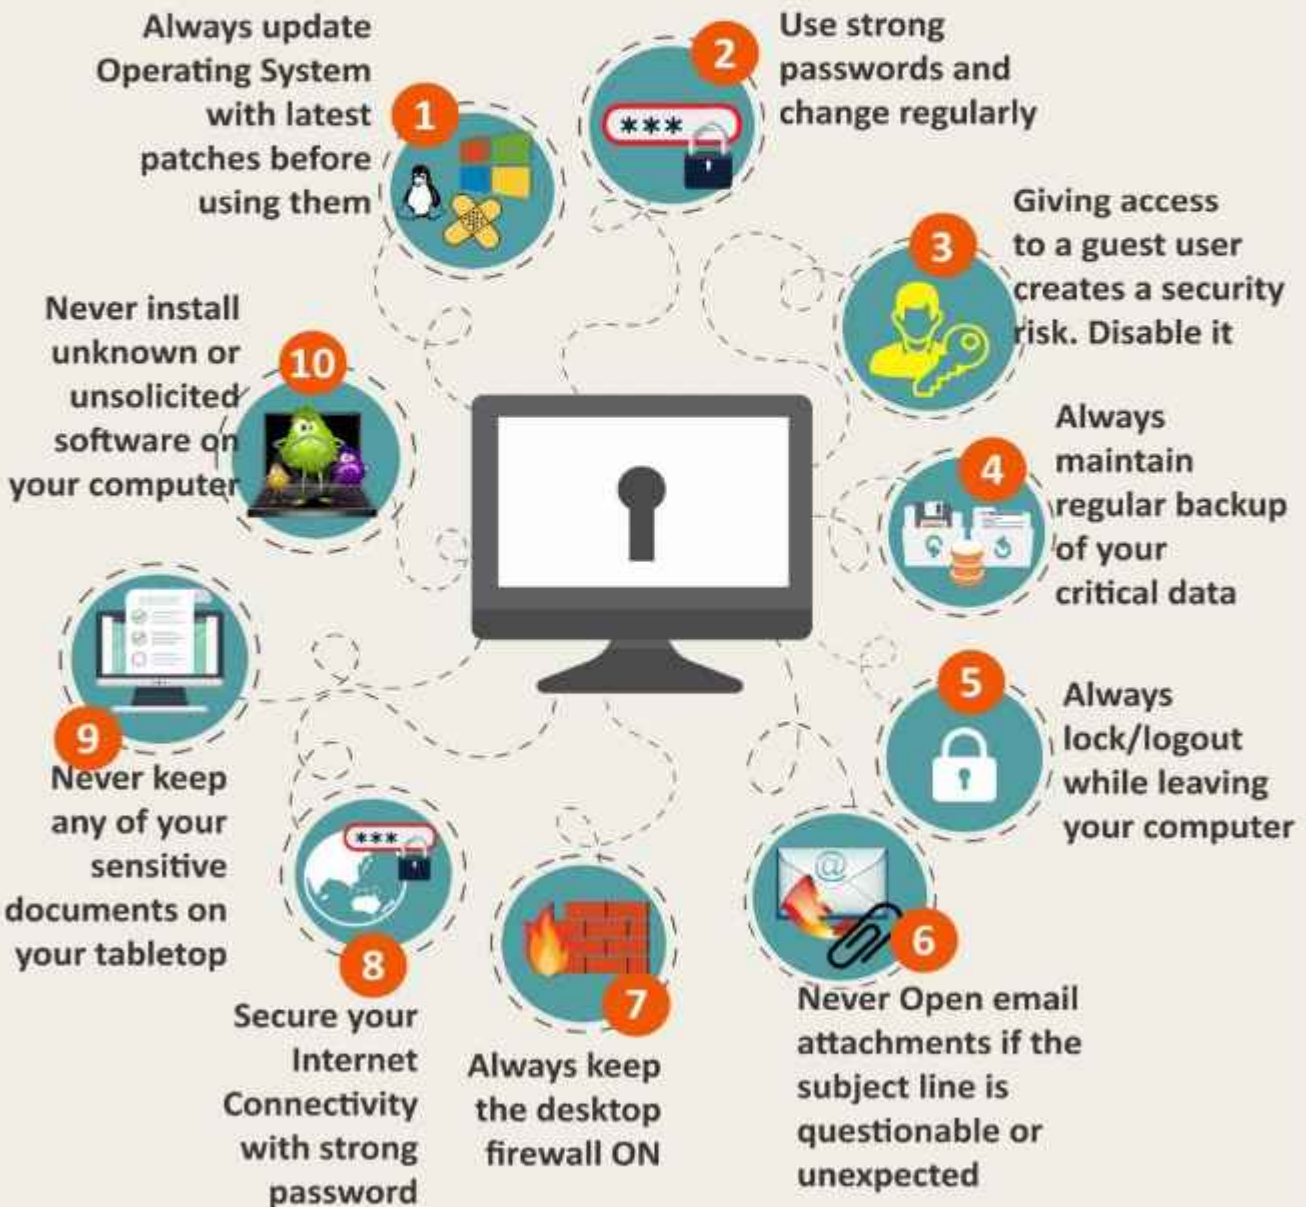 1
Always update
Operating System
with latest
patches before
using them
2
***
Use strong
passwords and
change regularly
3
Giving access
to a guest user
creates a security
risk. Disable it
4
Always
maintain
regular backup
of your
critical data
5
Always
lock/logout
while leaving
your computer
@
6
Never Open email
attachments if the
subject line is
questionable or
unexpected
7
Always keep
the desktop
firewall ON
***
8
Secure your
Internet
Connectivity
with strong
password
9
Never keep
any of your
sensitive
documents on
your tabletop
10
Never install
unknown or
unsolicited
software on
your computer